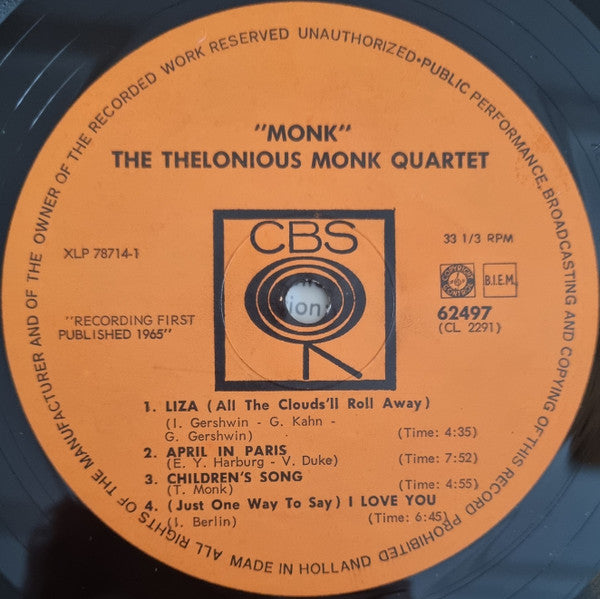 ALL RIGHTS OF THE MANUFACTURER AND OF THE OWNER OF THE RECORDED WORK RESERVED UNAUTHORIZED•PUBLIC PERFORMANCE, BROADCASTING AND COPYING OF THIS RECORD PROHIBITED
"MONK"
THE THELONIOUS MONK QUARTET
CBS
XLP 78714-1
33 1/3 RPM
B.I.E.M.
62497
(CL 2291)
"RECORDING FIRST
PUBLISHED 1965"
ion
1. LIZA (All The Clouds'll Roll Away)
(I. Gershwin - G. Kahn -
G. Gershwin) (Time: 4:35)
2. APRIL IN PARIS
(E. Y. Harburg - V. Duke) (Time: 7:52)
3. CHILDREN'S SONG
(T. Monk) (Time: 4:55)
4. (Just One Way To Say) I LOVE YOU
(I. Berlin) (Time: 6:45)
MADE IN HOLLAND